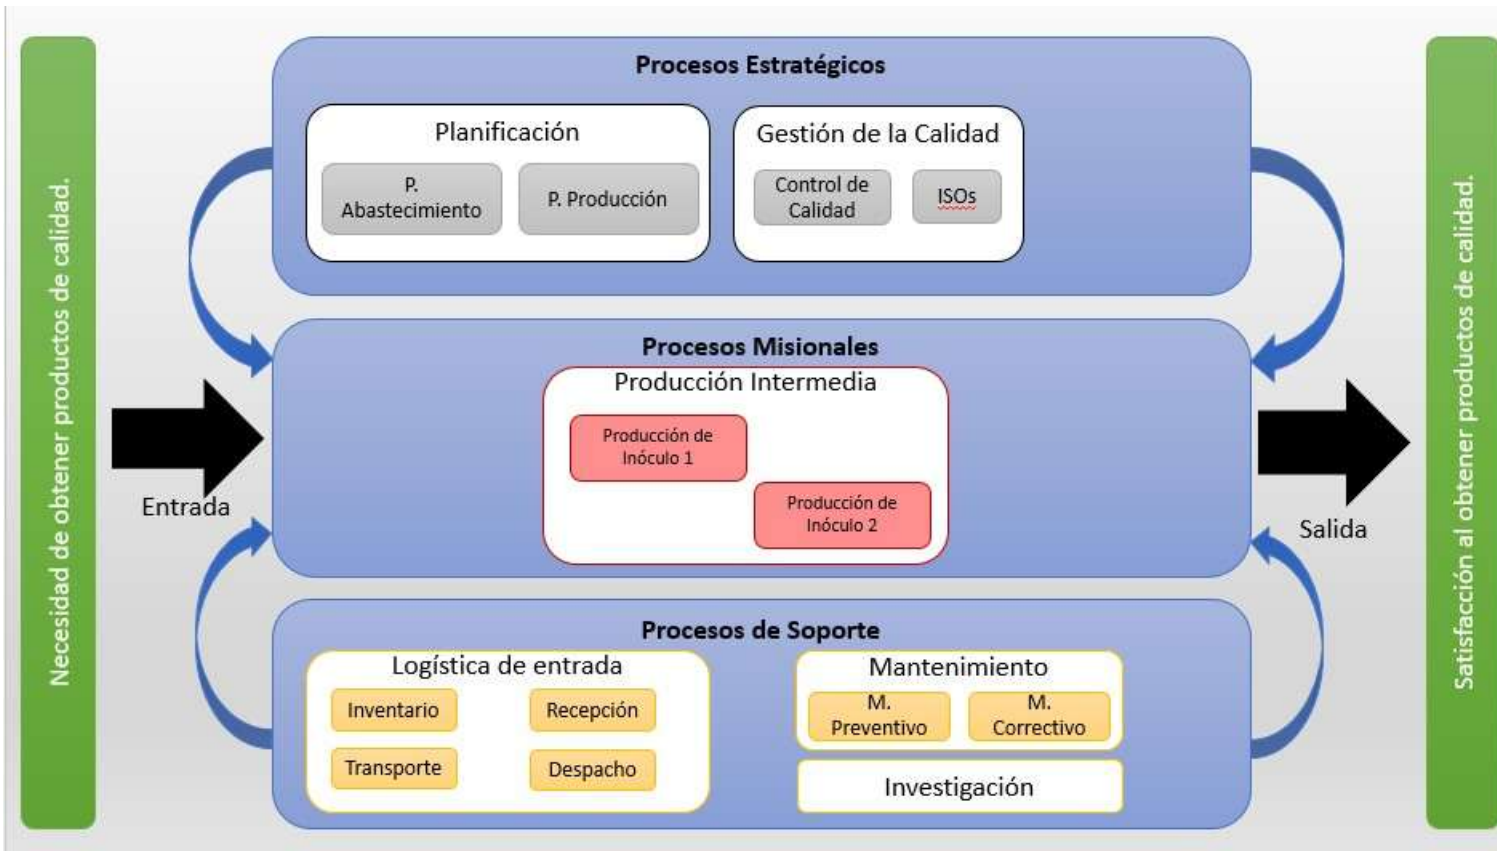 Necesidad de obtener productos de calidad.
Procesos Estratégicos
Planificación
P.
Abastecimiento
P. Producción
Gestión de la Calidad
Control de
Calidad
ISOs
Procesos Misionales
Producción Intermedia
Producción de
Inóculo 1
Producción de
Inóculo 2
Entrada
Salida
Procesos de Soporte
Logística de entrada
Inventario
Recepción
Transporte
Despacho
Mantenimiento
M.
Preventivo
M.
Correctivo
Investigación
Satisfacción al obtener productos de calidad.